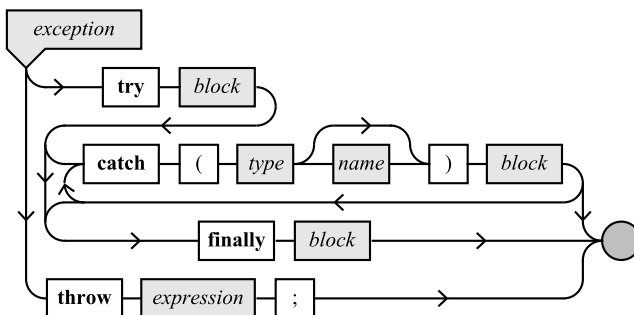 exception
try block
catch ( type name ) block
finally block
throw expression ;